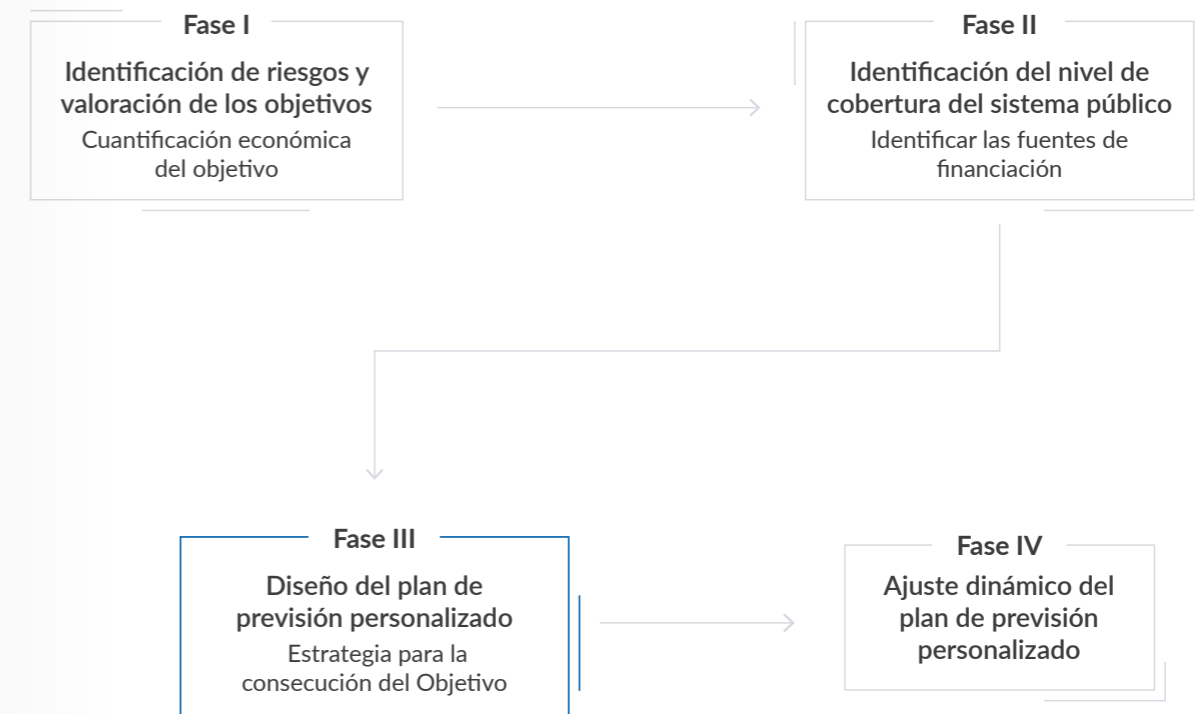 Fase I
Identificación de riesgos y
valoración de los objetivos
Cuantificación económica
del objetivo
Fase II
Identificación del nivel de
cobertura del sistema público
Identificar las fuentes de
financiación
Fase III
Diseño del plan de
previsión personalizado
Estrategia para la
consecución del Objetivo
Fase IV
Ajuste dinámico del
plan de previsión
personalizado